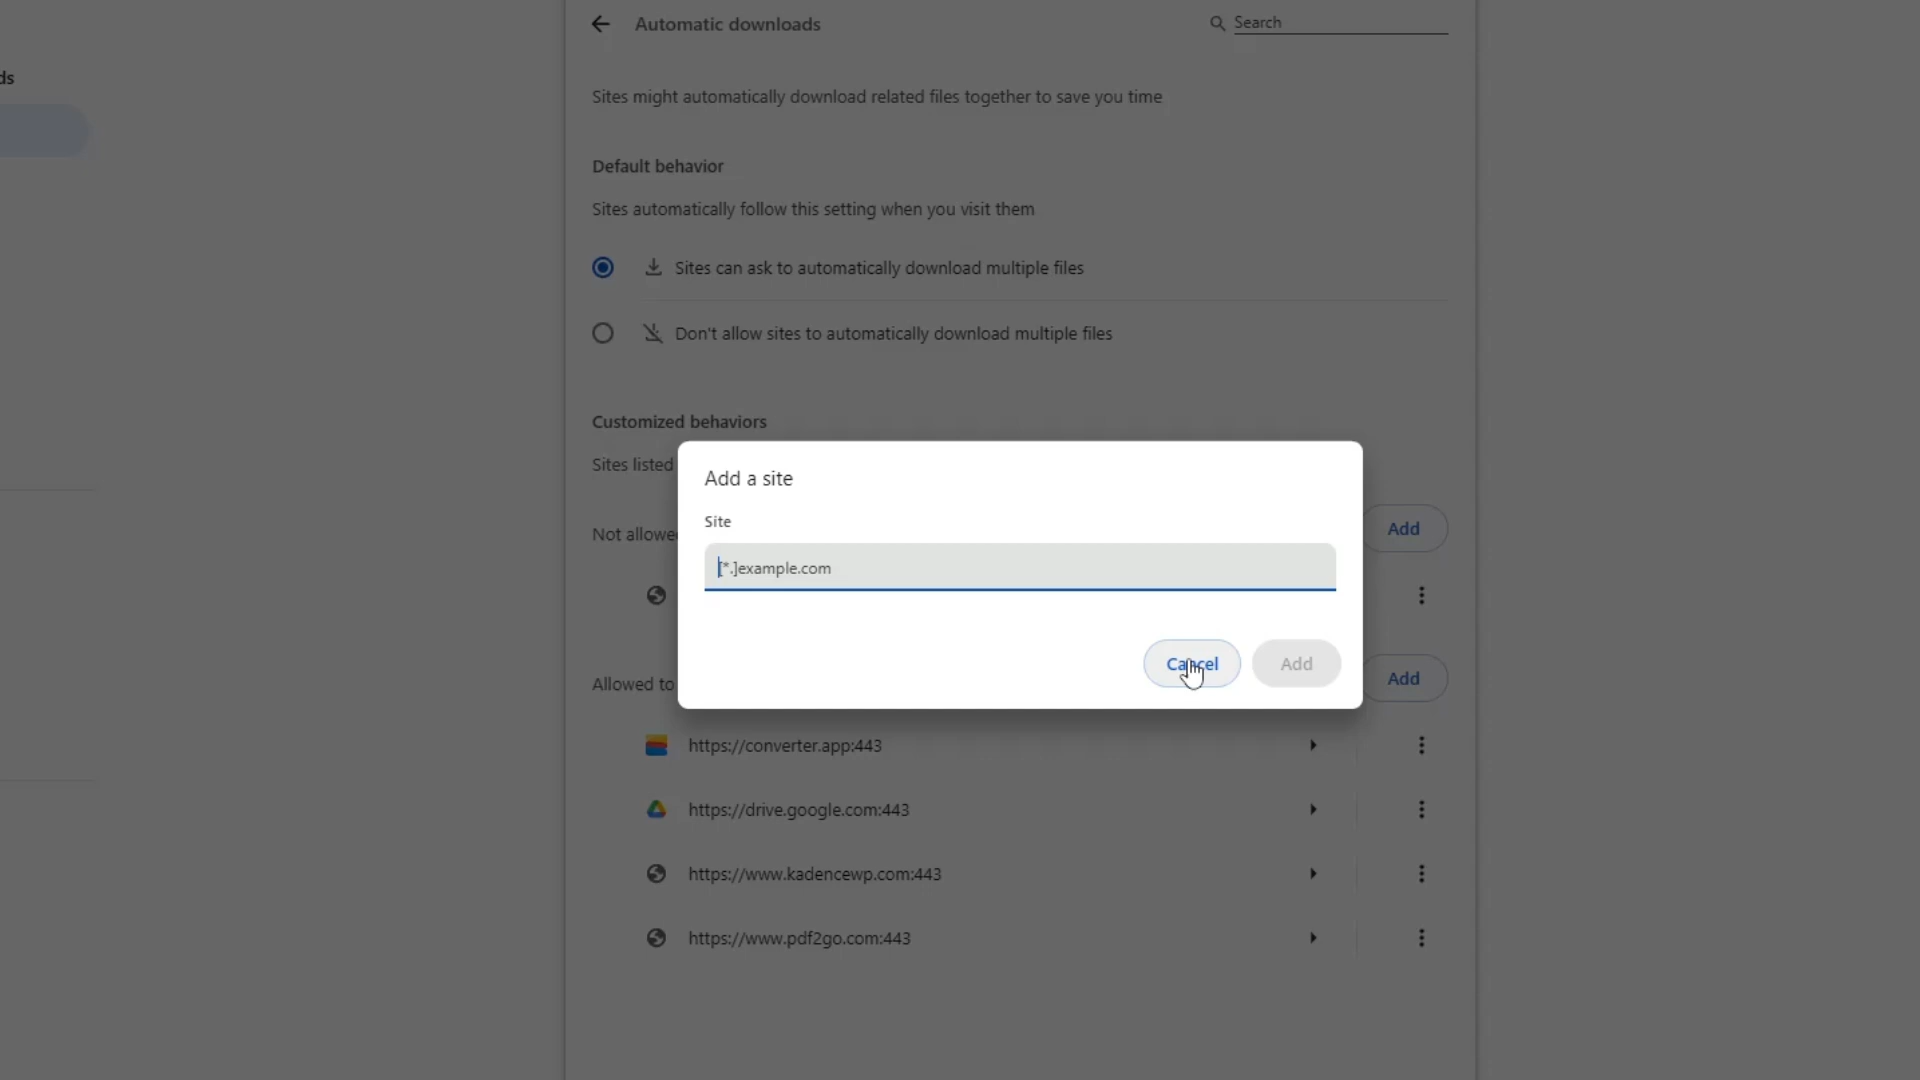 Automatic downloads
Search
ds
Sites might automatically download related files together to save you time
Default behavior
Sites automatically follow this setting when you visit them
Sites can ask to automatically download multiple files
Don't allow sites to automatically download multiple files
Customized behaviors
Sites listed
Add a site
Site
[*.]example.com
Not allowe
Add
Cancel
Add
Allowed to
Add
https://converter.app:443
https://drive.google.com:443
https://www.kadencewp.com:443
https://www.pdf2go.com:443